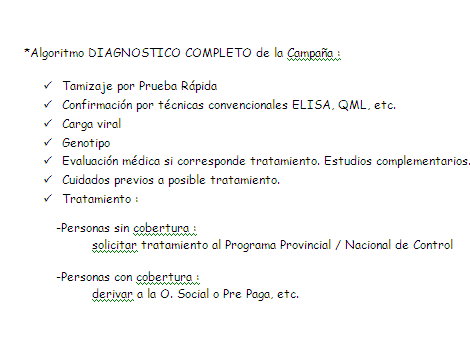 *Algoritmo DIAGNOSTICO COMPLETO de la Campaña :
✓ Tamizaje por Prueba Rápida
✓ Confirmación por técnicas convencionales ELISA, QML, etc.
✓ Carga viral
✓ Genotipo
✓ Evaluación médica si corresponde tratamiento. Estudios complementarios.
✓ Cuidados previos a posible tratamiento.
✓ Tratamiento :
-Personas sin cobertura :
solicitar tratamiento al Programa Provincial / Nacional de Control
-Personas con cobertura :
derivar a la O. Social o Pre Paga, etc.